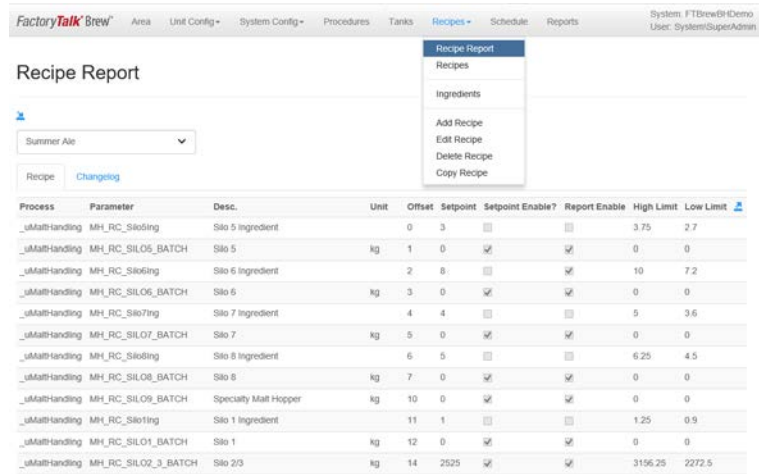 FactoryTalk Brew Area Unit Config System Config Procedures Tanks Recipes Schedule Reports System: FTBrewBHDemo
User: System\SuperAdmin
Recipe Report
Recipes
Ingredients
Add Recipe
Edit Recipe
Delete Recipe
Copy Recipe
Recipe Report
Summer Ale
Recipe Changelog
Process Parameter Desc. Unit Offset Setpoint Setpoint Enable? Report Enable High Limit Low Limit
_uMaltHandling MH_RC_Silo5Ing Silo 5 Ingredient 0 3 3.75 2.7
_uMaltHandling MH_RC_SILO5_BATCH Silo 5 kg 1 0 0 0
_uMaltHandling MH_RC_Silo6Ing Silo 6 Ingredient 2 8 10 7.2
_uMaltHandling MH_RC_SILO6_BATCH Silo 6 kg 3 0 0 0
_uMaltHandling MH_RC_Silo7Ing Silo 7 Ingredient 4 4 5 3.6
_uMaltHandling MH_RC_SILO7_BATCH Silo 7 kg 5 0 0 0
_uMaltHandling MH_RC_Silo8Ing Silo 8 Ingredient 6 5 6.25 4.5
_uMaltHandling MH_RC_SILO8_BATCH Silo 8 kg 7 0 0 0
_uMaltHandling MH_RC_SILO9_BATCH Specialty Malt Hopper kg 10 0 0 0
_uMaltHandling MH_RC_Silo1Ing Silo 1 Ingredient 11 1 1.25 0.9
_uMaltHandling MH_RC_SILO1_BATCH Silo 1 kg 12 0 0 0
_uMaltHandling MH_RC_SILO2_3_BATCH Silo 2/3 kg 14 2525 3156.25 2272.5